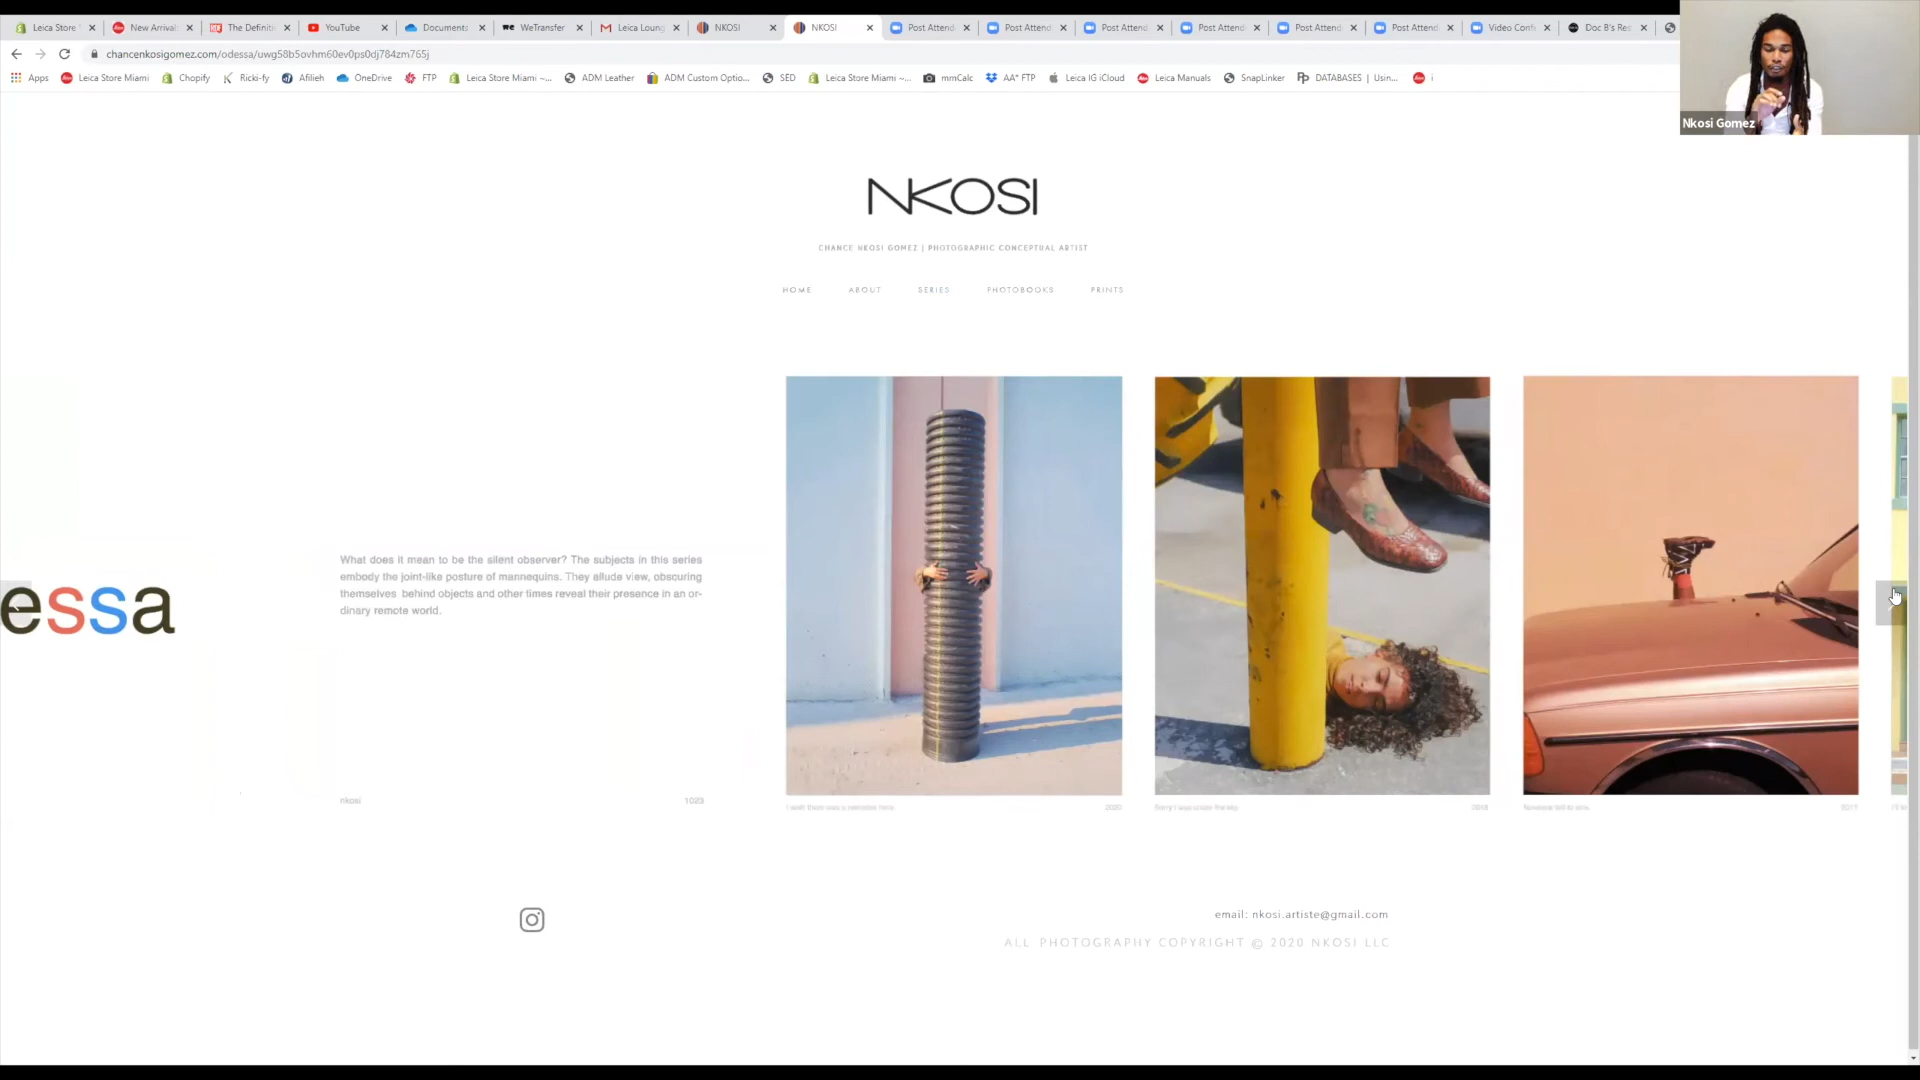 Leica Store
New Arrival
The Definiti
YouTube
Documents
WeTransfer
Leica Loung
NKOSI
NKOSI
Post Attend
Post Attend
Post Attend
Post Attend
Post Attend
Post Attend
Video Confe
Doc B's Res
chancenkosigomez.com/odessa/uwg58b5ovhm60ev0ps0dj784zm765j
Apps
Leica Store Miami
Chopify
Ricki-fy
Afilieh
OneDrive
FTP
Leica Store Miami ~...
ADM Leather
ADM Custom Optio...
SED
Leica Store Miami ~...
mmCalc
AA* FTP
Leica IG iCloud
Leica Manuals
SnapLinker
DATABASES | Usin...
i
Nkosi Gomez
NKOSI
CHANCE NKOSI GOMEZ | PHOTOGRAPHIC CONCEPTUAL ARTIST
HOME ABOUT SERIES PHOTOBOOKS PRINTS
essa
What does it mean to be the silent observer? The subjects in this series
embody the joint-like posture of mannequins. They allude view, obscuring
themselves behind objects and other times reveal their presence in an or-
dinary remote world.
nkosi 1023
2020
email: nkosi.artiste@gmail.com
ALL PHOTOGRAPHY COPYRIGHT © 2020 NKOSI LLC